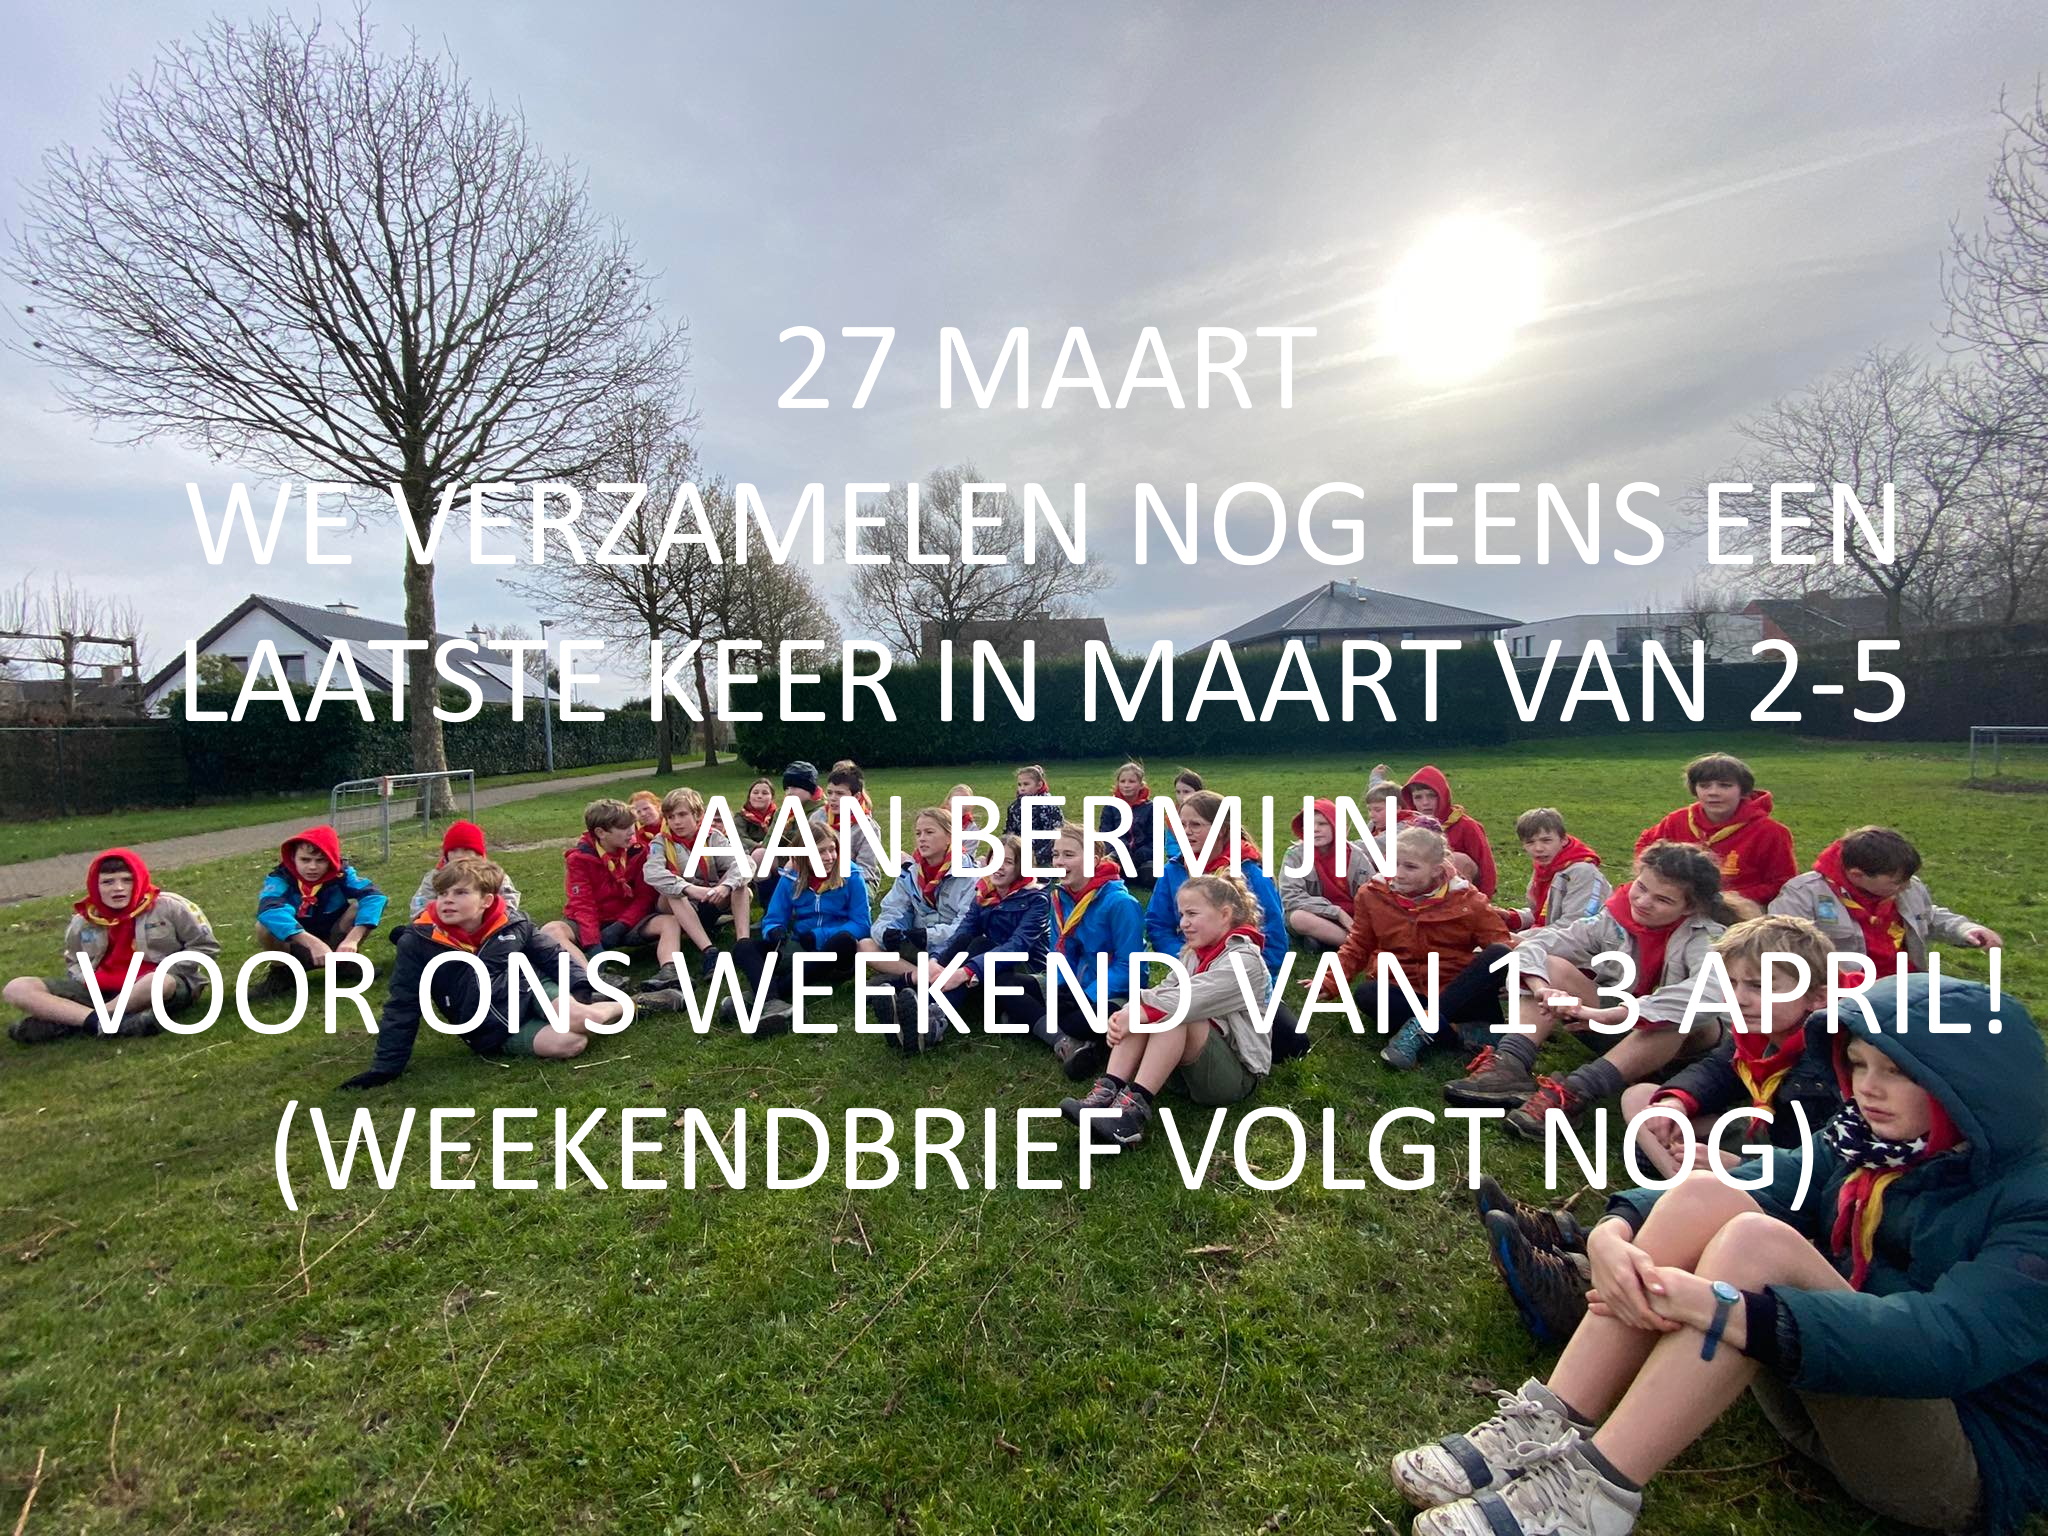 27 MAART
WE VERZAMELEN NOG EENS EEN
LAATSTE KEER IN MAART VAN 2-5
AAN BERMIJN
VOOR ONS WEEKEND VAN 1-3 APRIL!
(WEEKENDBRIEF VOLGT NOG)